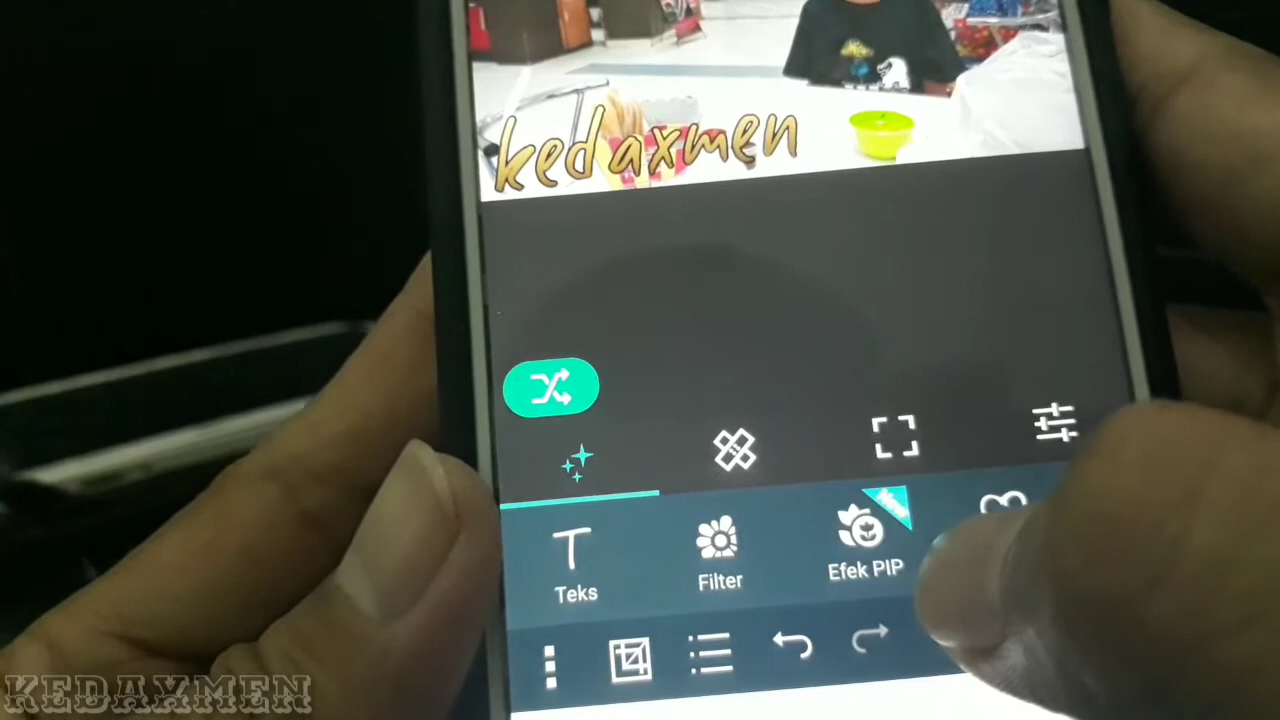 kedaxmen
Teks
Filter
Efek PIP
KEDAXMEN